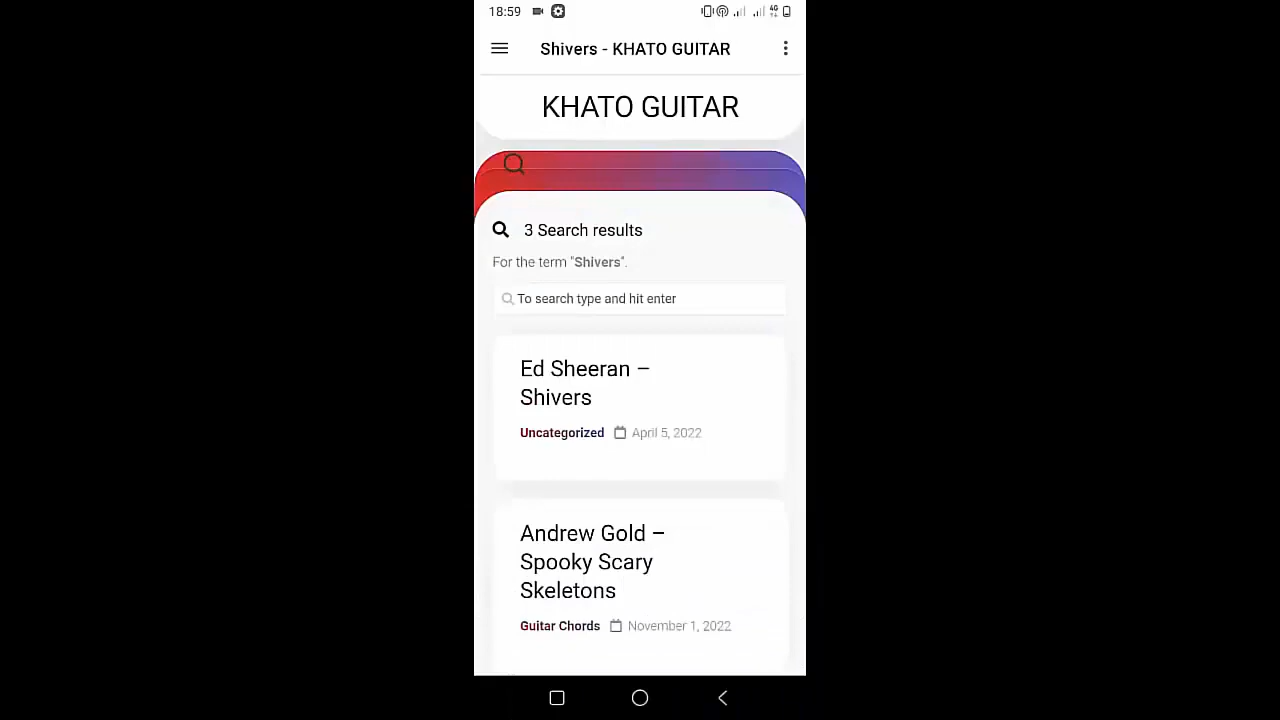 18:59
4G
Shivers - KHATO GUITAR
KHATO GUITAR
3 Search results
For the term "Shivers".
To search type and hit enter
Ed Sheeran –
Shivers
Uncategorized April 5, 2022
Andrew Gold –
Spooky Scary
Skeletons
Guitar Chords November 1, 2022